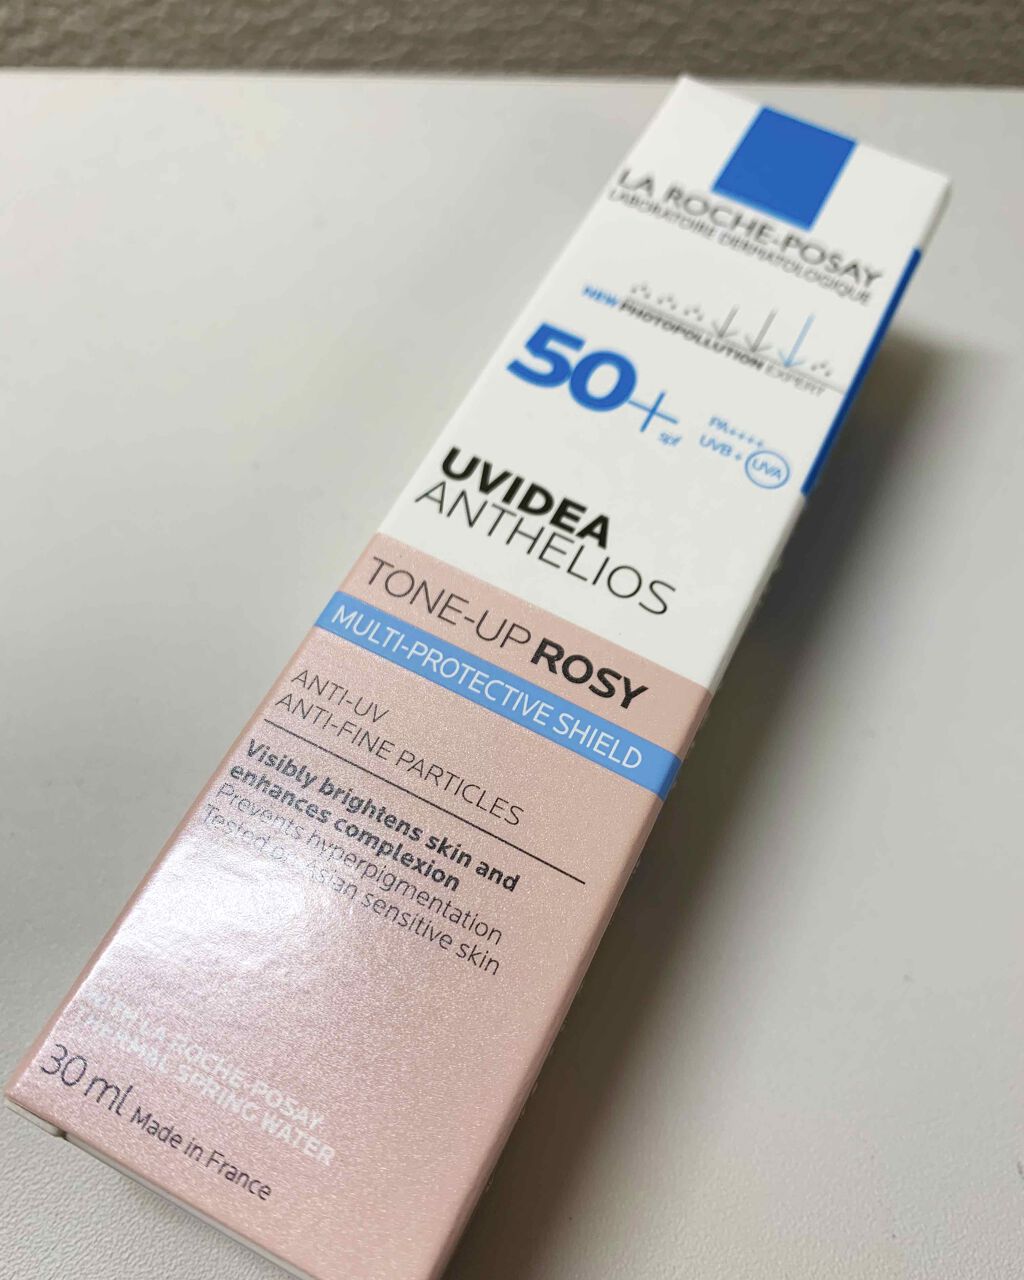 LA ROCHE-POSAY
LABORATOIRE DERMATOLOGIQUE
NEW PHOTOPOLLUTION EXPERT
50+
spf
PA++++
UVB + UVA
UVIDEA
ANTHELIOS
TONE-UP ROSY
MULTI-PROTECTIVE SHIELD
ANTI-UV
ANTI-FINE PARTICLES
Visibly brightens skin and
enhances complexion
Prevents hyperpigmentation
Tested on Asian sensitive skin
WITH LA ROCHE-POSAY
THERMAL SPRING WATER
30 ml Made in France